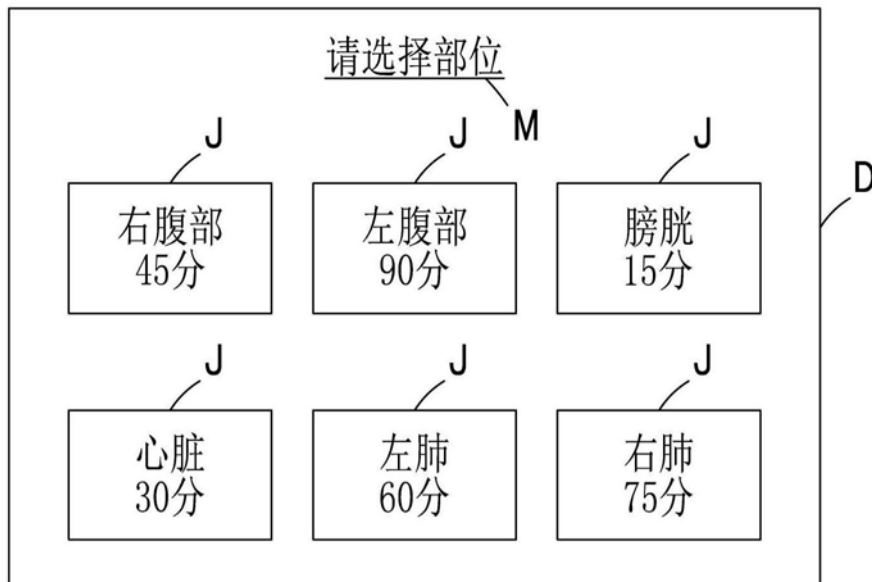 请选择部位
M
J J J
D
右腹部 左腹部 膀胱
45分 90分 15分
J J J
心脏 左肺 右肺
30分 60分 75分